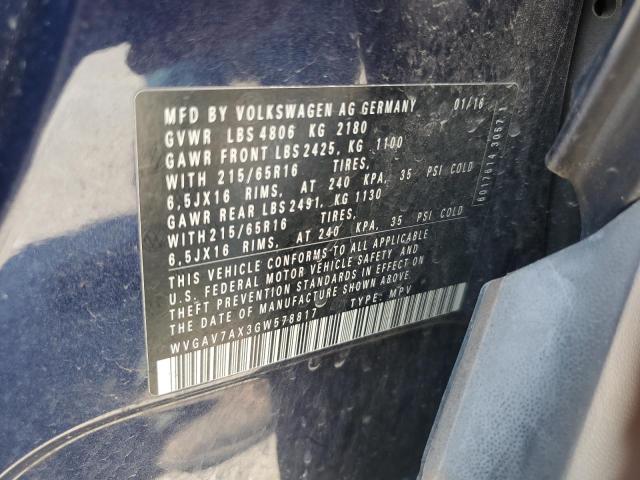 MFD BY VOLKSWAGEN AG GERMANY 01/16
GVWR LBS 4806 KG 2180
GAWR FRONT LBS 2425, KG 1100
WITH 215/65R16 TIRES,
6,5JX16 RIMS, AT 240 KPA, 35 PSI COLD
GAWR REAR LBS 2491, KG 1130
WITH 215/65R16 TIRES,
6,5JX16 RIMS, AT 240 KPA, 35 PSI COLD
THIS VEHICLE CONFORMS TO ALL APPLICABLE
U.S. FEDERAL MOTOR VEHICLE SAFETY AND
THEFT PREVENTION STANDARDS IN EFFECT ON
THE DATE OF MANUFACTURE SHOWN ABOVE.
WVGAV7AX3GW578817 TYPE: MPV